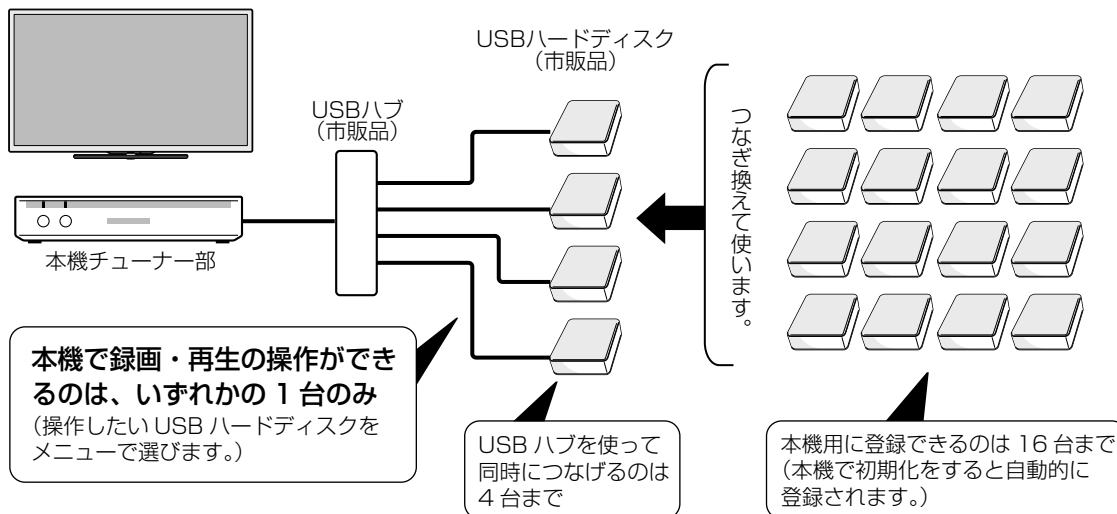 USBハードディスク
（市販品）
USBハブ
（市販品）
つなぎ換えて使います。
本機チューナー部
本機で録画・再生の操作ができ
るのは、いずれかの 1 台のみ
（操作したい USB ハードディスクを
メニューで選びます。）
USB ハブを使って
同時につなげるのは
4 台まで
本機用に登録できるのは 16 台まで
（本機で初期化をすると自動的に
登録されます。）